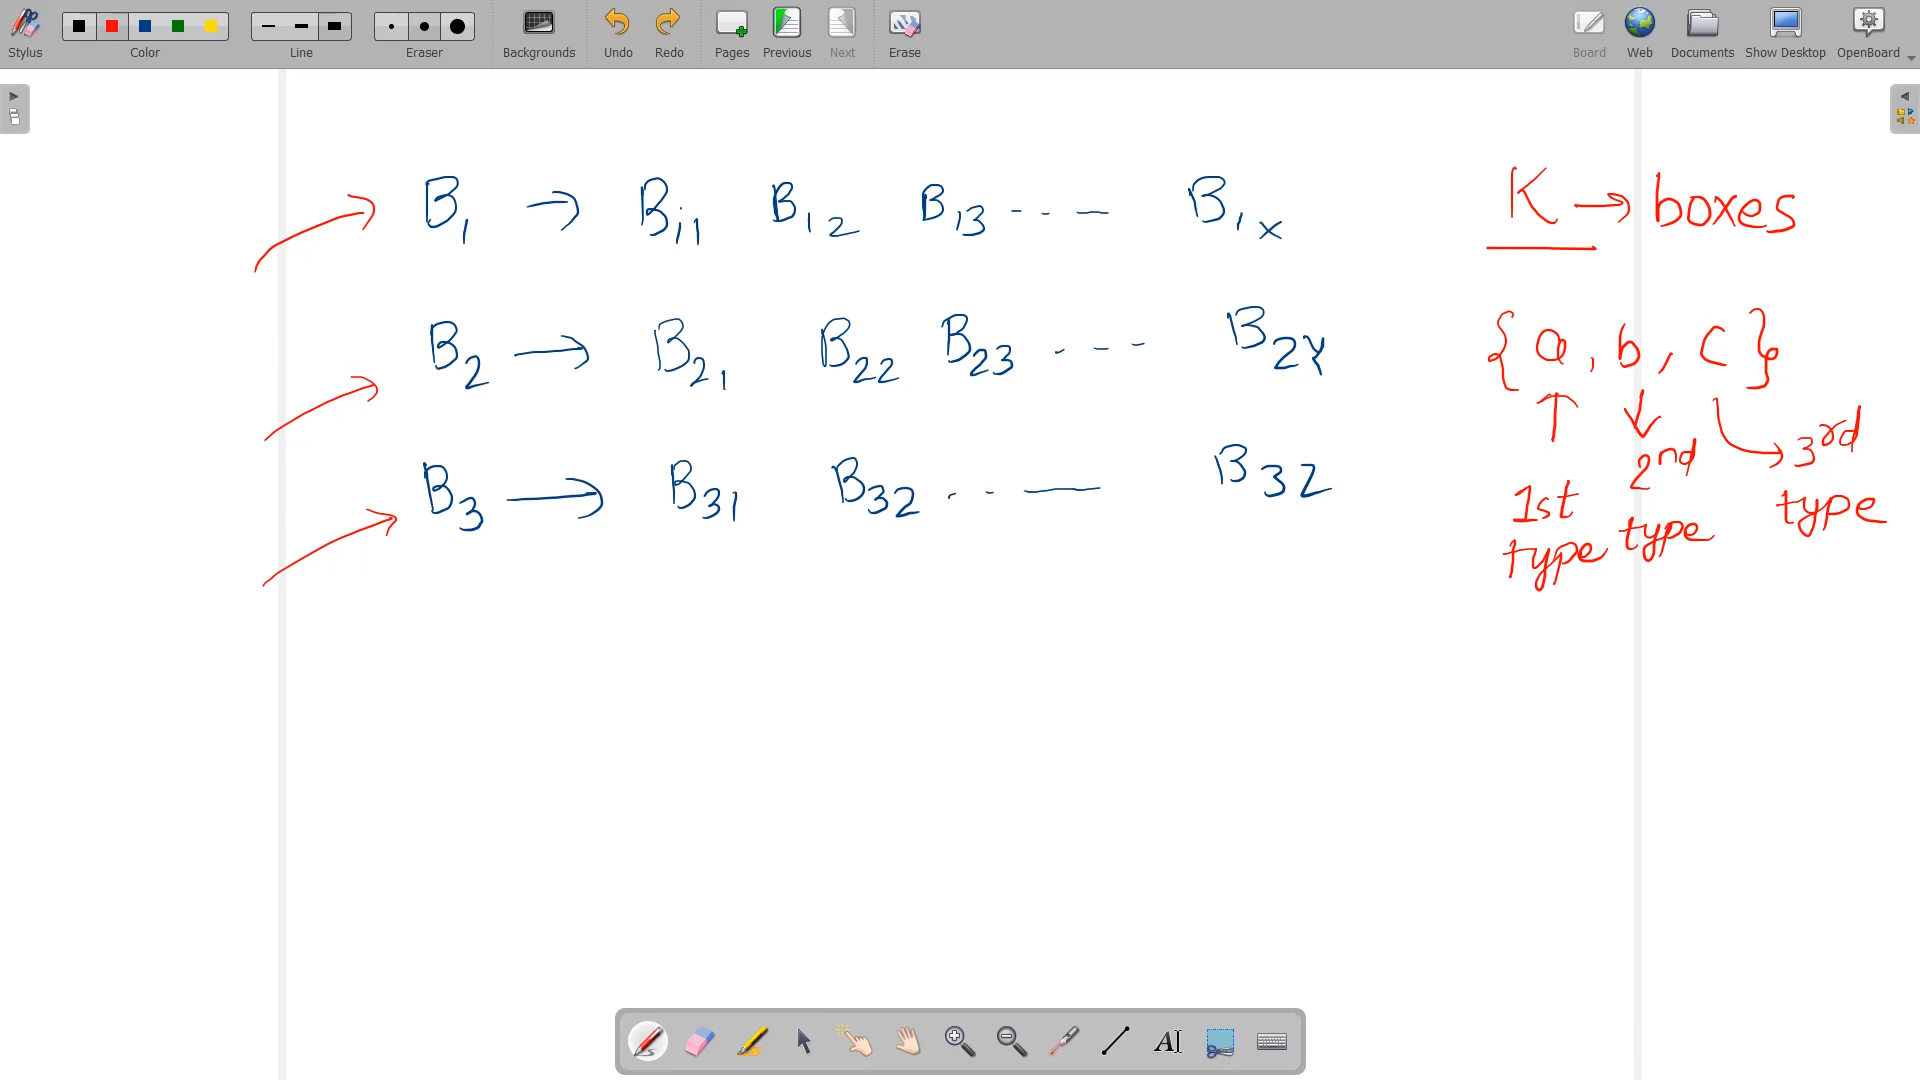 Stylus Color Line Eraser Backgrounds Undo Redo Pages Previous Next Erase Board Web Documents Show Desktop OpenBoard
B₁ → B₁₁ B₁₂ B₁₃ - - - B₁ₓ
B₂ → B₂₁ B₂₂ B₂₃ - - - B₂Y
B₃ → B₃₁ B₃₂ - - — B₃Z
K → boxes
{a, b, c}
↑ ↓ → 3rd type
1st type
2nd type